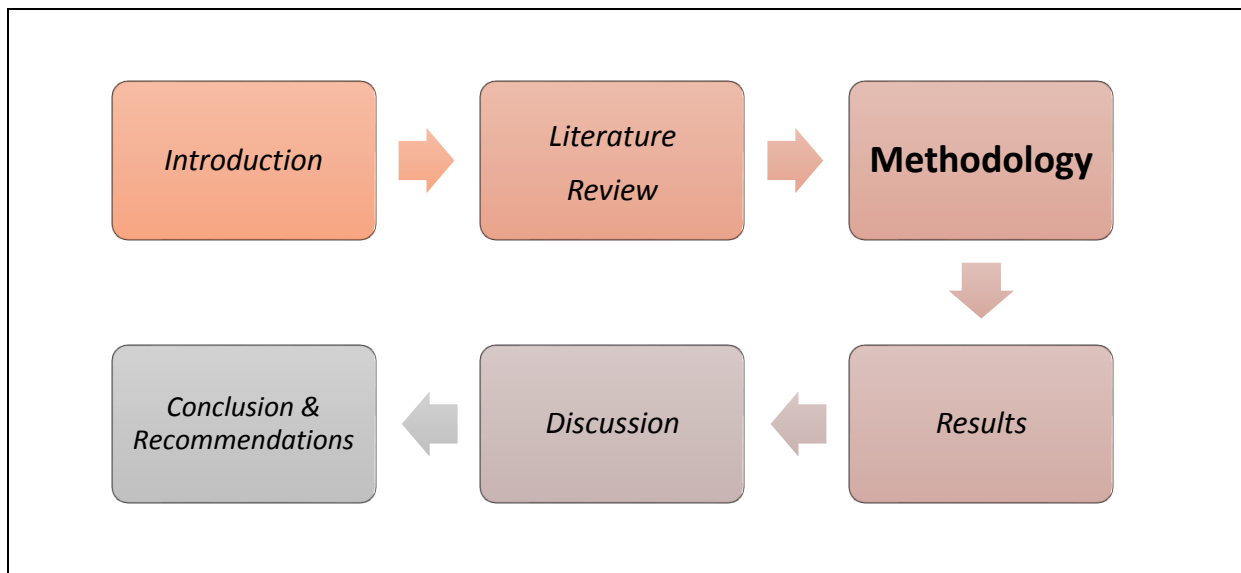 Introduction
Literature
Review
Methodology
Results
Discussion
Conclusion &
Recommendations